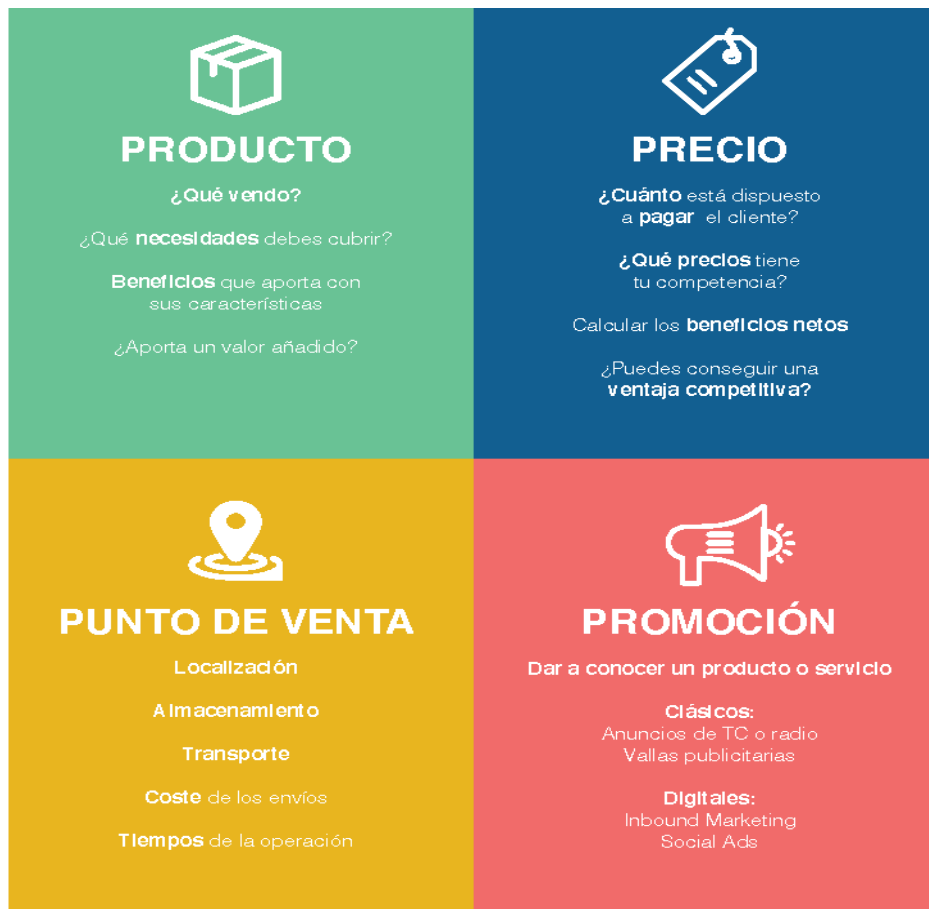 PRODUCTO
¿Qué vendo?
¿Qué necesidades debes cubrir?
Beneficios que aporta con
sus características
¿Aporta un valor añadido?
PRECIO
¿Cuánto está dispuesto
a pagar el cliente?
¿Qué precios tiene
tu competencia?
Calcular los beneficios netos
¿Puedes conseguir una
ventaja competitiva?
PUNTO DE VENTA
Localización
Almacenamiento
Transporte
Coste de los envíos
Tiempos de la operación
PROMOCIÓN
Dar a conocer un producto o servicio
Clásicos:
Anuncios de TC o radio
Vallas publicitarias
Digitales:
Inbound Marketing
Social Ads